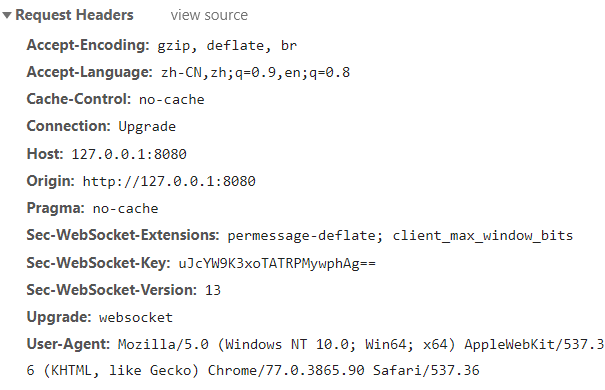 Request Headers view source
Accept-Encoding: gzip, deflate, br
Accept-Language: zh-CN,zh;q=0.9,en;q=0.8
Cache-Control: no-cache
Connection: Upgrade
Host: 127.0.0.1:8080
Origin: http://127.0.0.1:8080
Pragma: no-cache
Sec-WebSocket-Extensions: permessage-deflate; client_max_window_bits
Sec-WebSocket-Key: uJcYW9K3xoTATRPMywphAg==
Sec-WebSocket-Version: 13
Upgrade: websocket
User-Agent: Mozilla/5.0 (Windows NT 10.0; Win64; x64) AppleWebKit/537.3
6 (KHTML, like Gecko) Chrome/77.0.3865.90 Safari/537.36